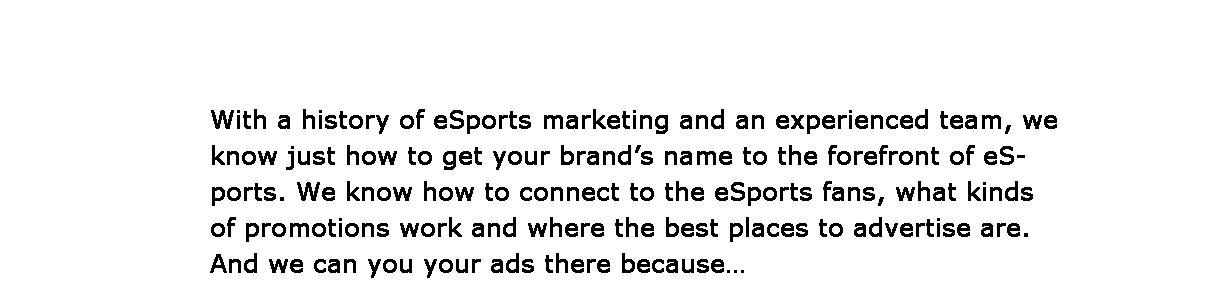 With a history of eSports marketing and an experienced team, we
know just how to get your brand’s name to the forefront of eS-
ports. We know how to connect to the eSports fans, what kinds
of promotions work and where the best places to advertise are.
And we can you your ads there because…